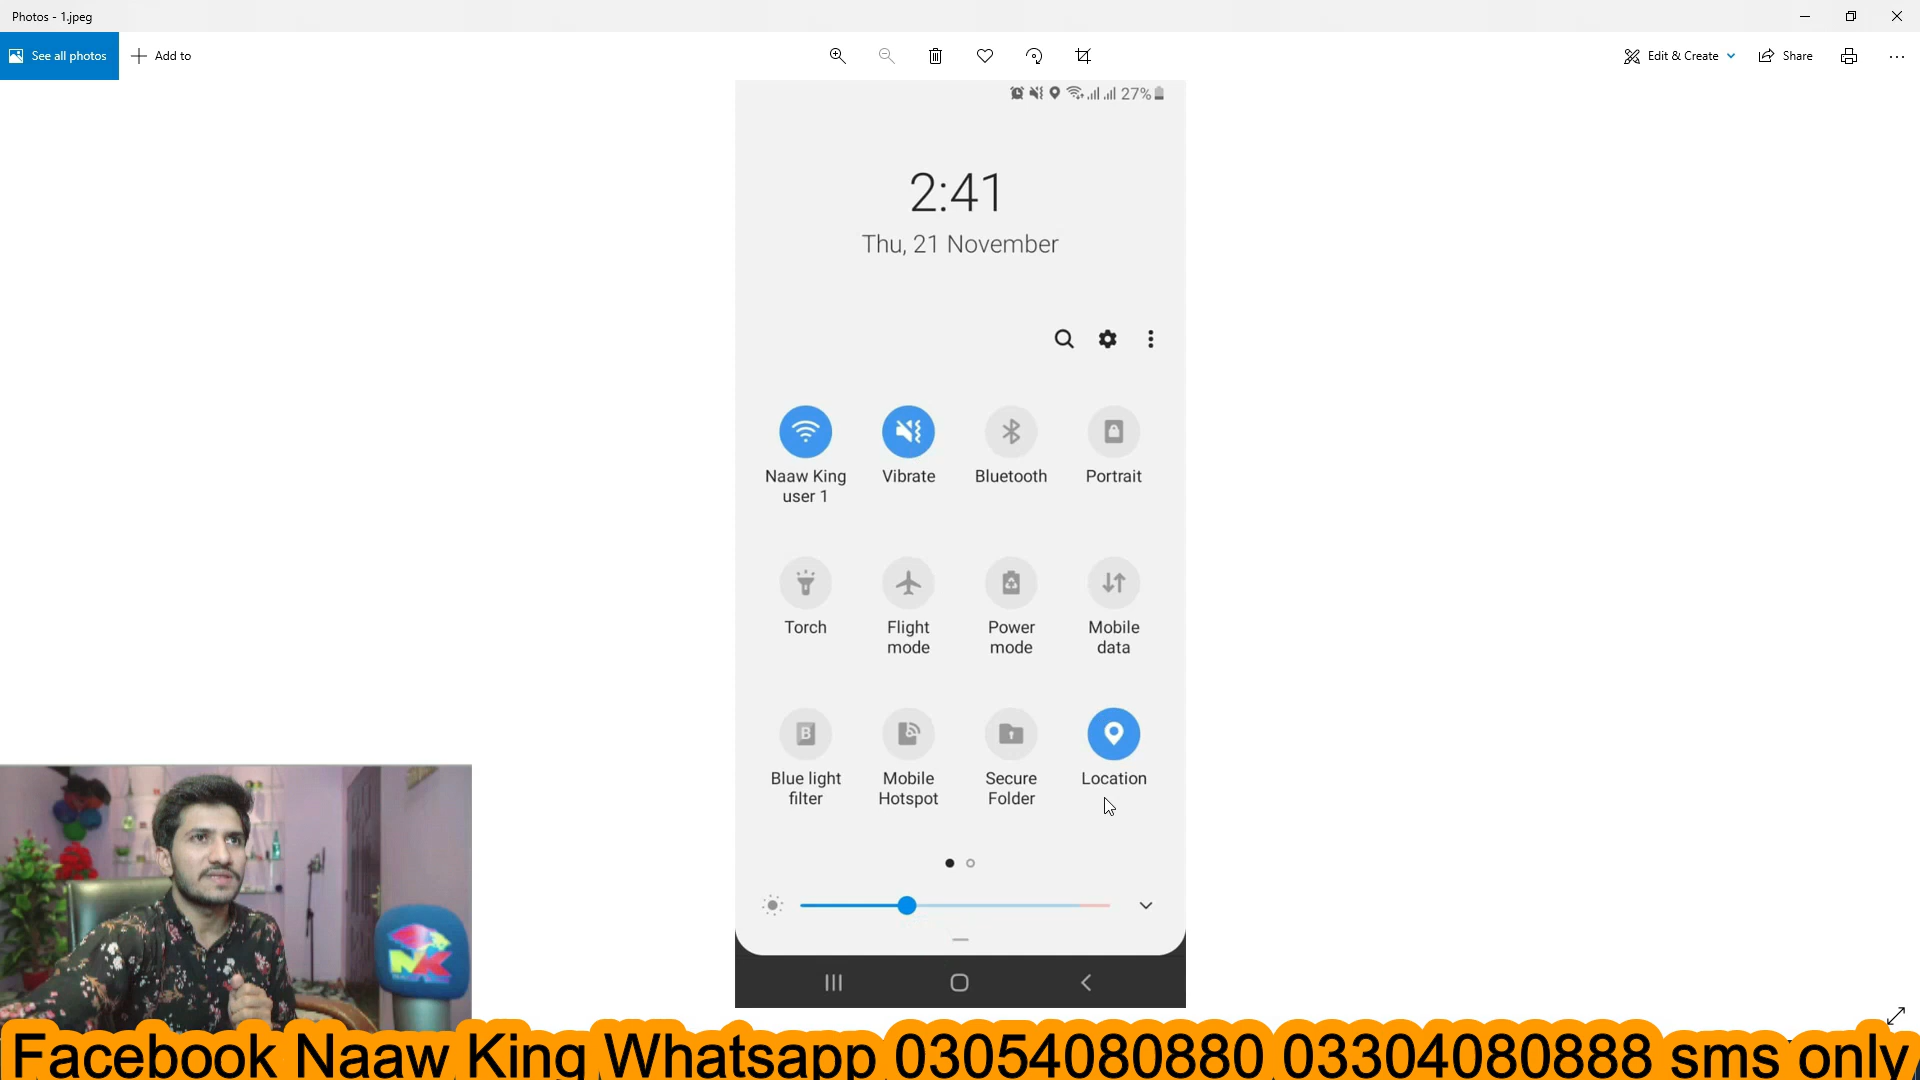 Photos - 1.jpeg
See all photos
Add to
Edit & Create
Share
27%
2:41
Thu, 21 November
Naaw King user 1
Vibrate
Bluetooth
Portrait
Torch
Flight mode
Power mode
Mobile data
B
Blue light filter
Mobile Hotspot
Secure Folder
Location
NK
Facebook Naaw King Whatsapp 03054080880 03304080888 sms only